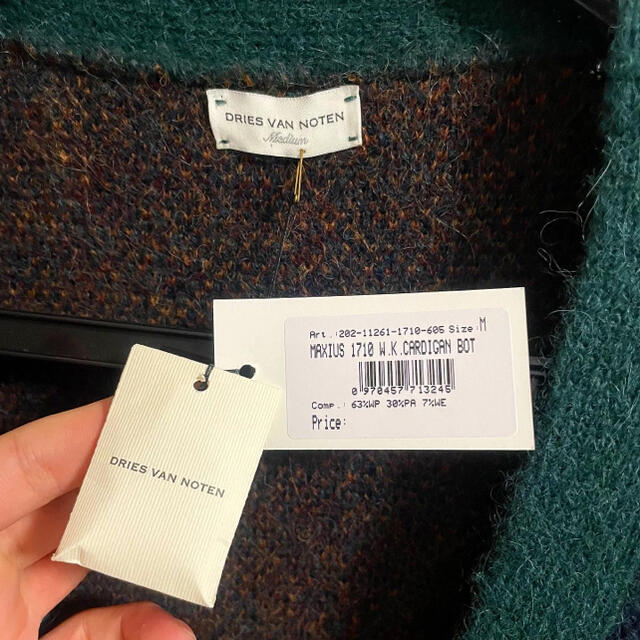 DRIES VAN NOTEN
Medium
Art.:202-11261-1710-605 Size:M
MAXIUS 1710 W.K.CARDIGAN BOT
0 970457 713245
Comp.: 63%WP 30%PA 7%WE
Price:
DRIES VAN NOTEN